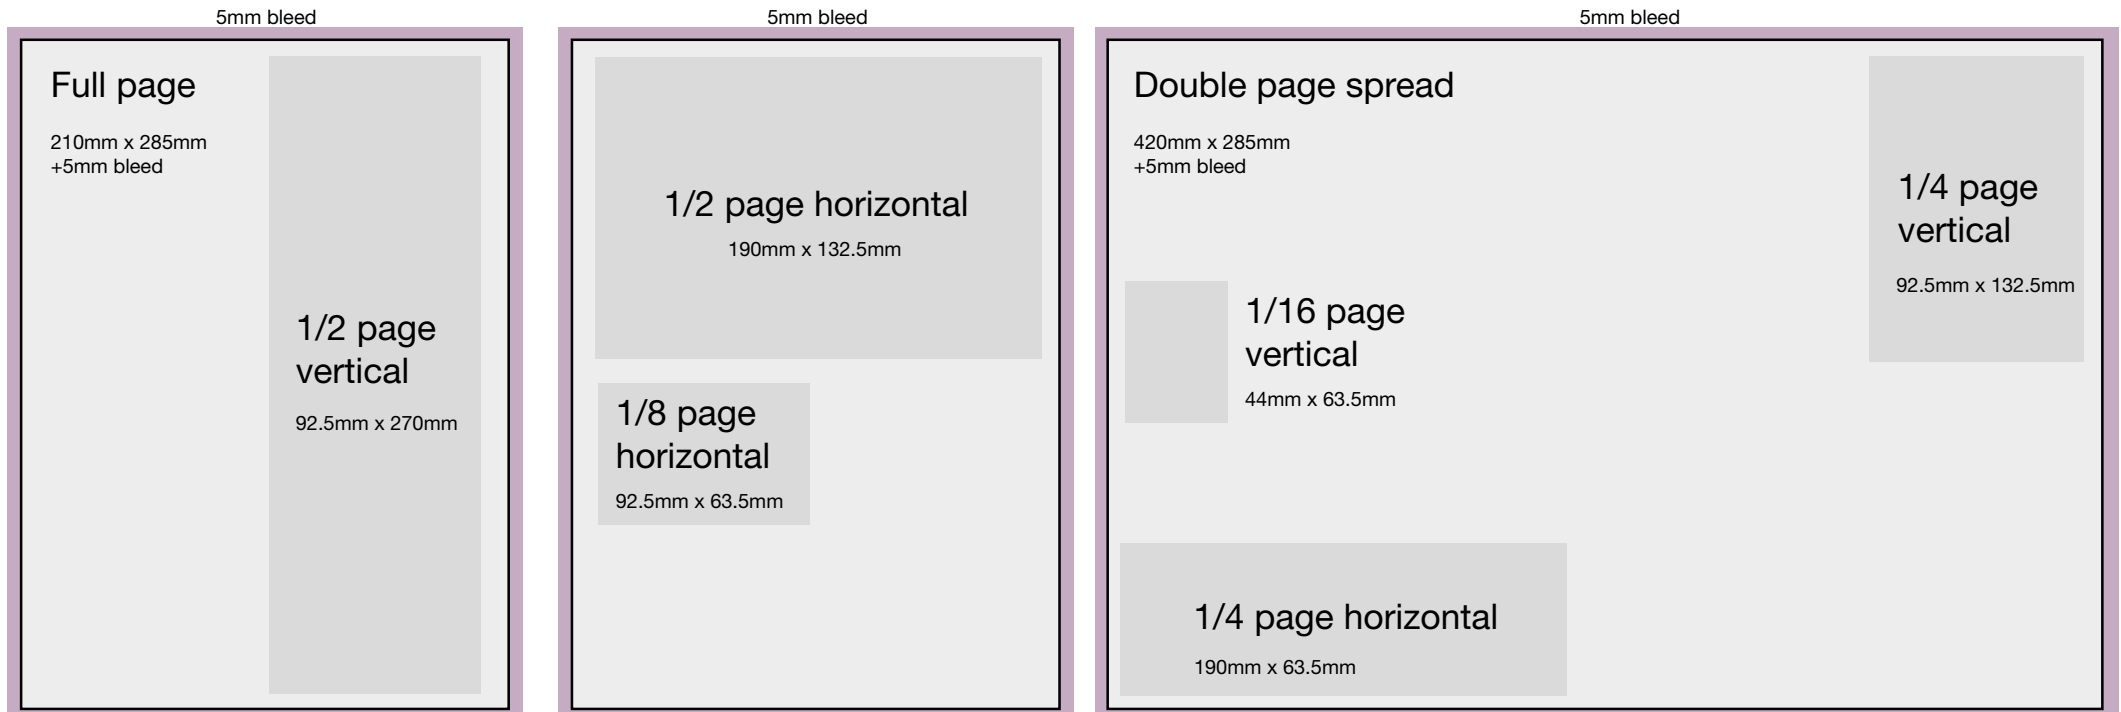 5mm bleed
Full page
210mm x 285mm
+5mm bleed
1/2 page
vertical
92.5mm x 270mm
5mm bleed
1/2 page horizontal
190mm x 132.5mm
1/8 page
horizontal
92.5mm x 63.5mm
5mm bleed
Double page spread
420mm x 285mm
+5mm bleed
1/4 page
vertical
92.5mm x 132.5mm
1/16 page
vertical
44mm x 63.5mm
1/4 page horizontal
190mm x 63.5mm